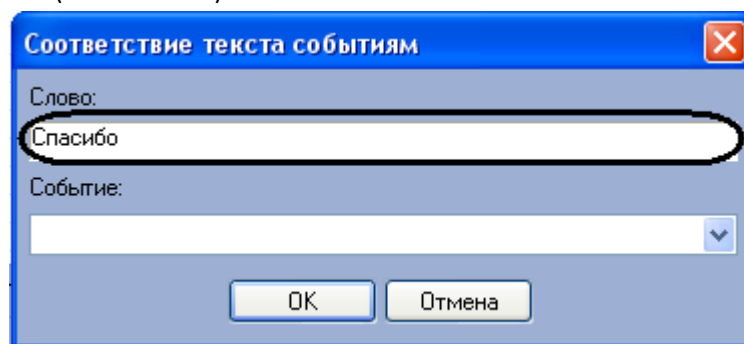 Соответствие текста событиям
Слово:
Спасибо
Событие:
OK Отмена